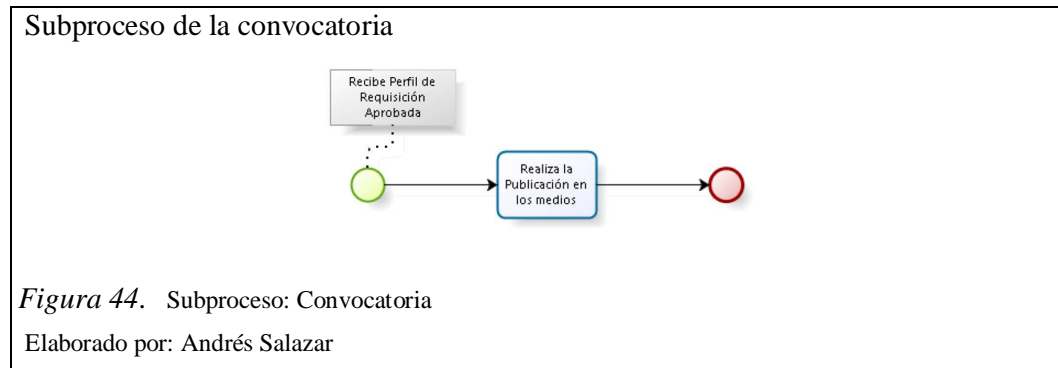 Subproceso de la convocatoria
Recibe Perfil de
Requisición
Aprobada
Realiza la
Publicación en
los medios
Figura 44. Subproceso: Convocatoria
Elaborado por: Andrés Salazar